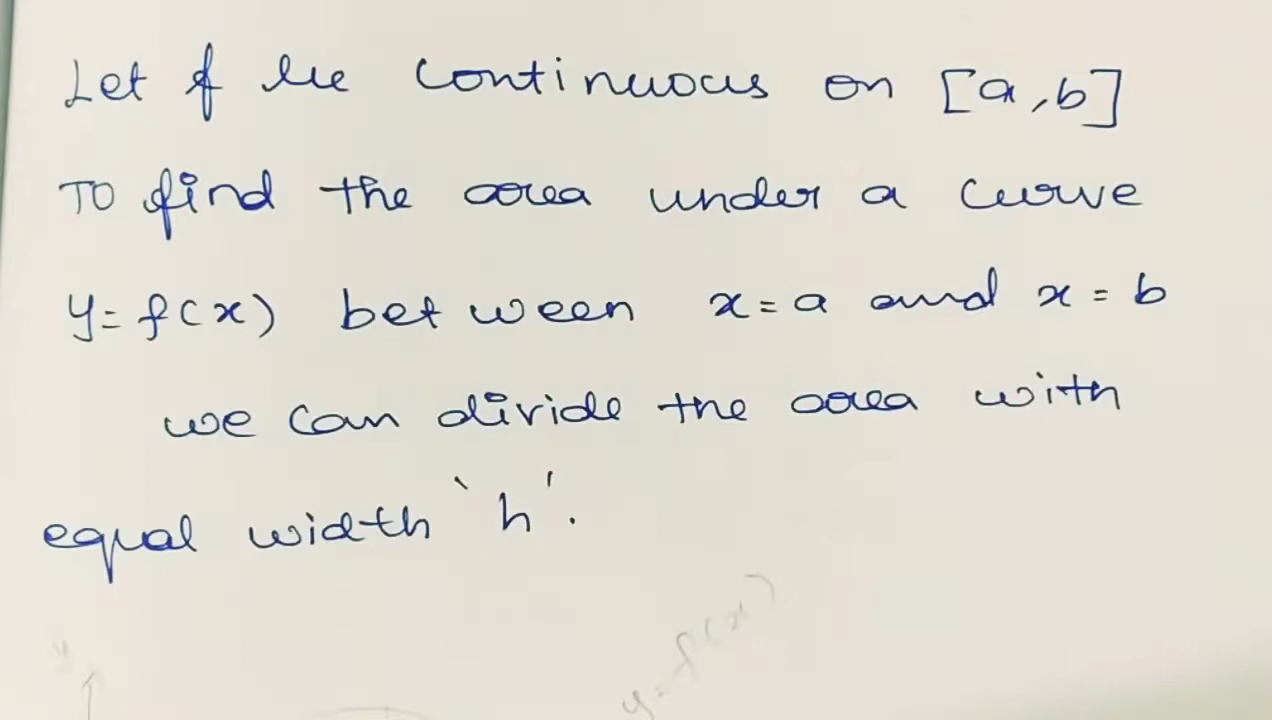 Let f be continuous on [a,b]
TO find the area under a curve
y=f(x) between x=a and x=b
we can divide the area with
equal width `h'.
y=f(x)
y